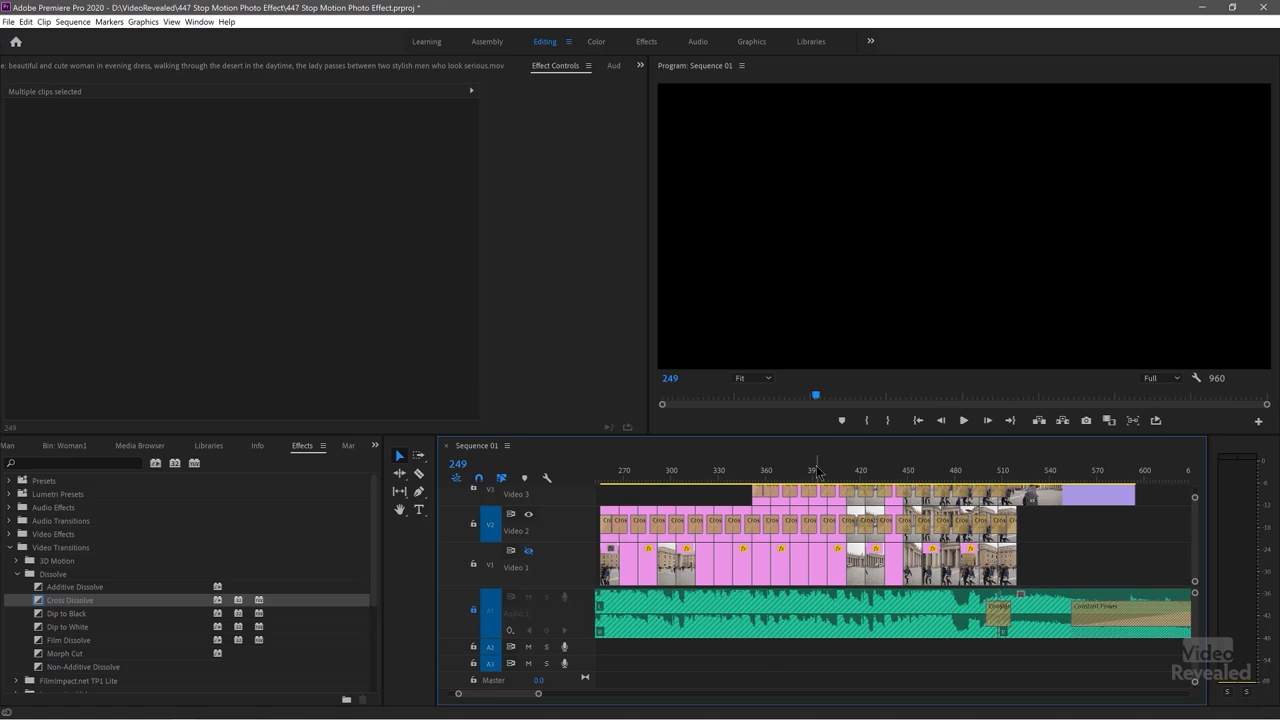 Adobe Premiere Pro 2020 - D:\VideoRevealed\447 Stop Motion Photo Effect\447 Stop Motion Photo Effect.prproj *
File Edit Clip Sequence Markers Graphics View Window Help
Learning Assembly Editing Effects Color Audio Graphics Libraries
e: beautiful and cute woman in evening dress, walking through the desert in the daytime, the lady passes between two stylish men who look serious.mov
Effect Controls Aud
Program: Sequence 01
Multiple clips selected
249
249 Fit Full 960
Man Bin: Woman1 Media Browser Libraries Info Effects Mar
Presets
Lumetri Presets
Audio Effects
Audio Transitions
Video Effects
Video Transitions
3D Motion
Dissolve
Additive Dissolve
Cross Dissolve
Dip to Black
Dip to White
Film Dissolve
Morph Cut
Non-Additive Dissolve
FilmImpact.net TP1 Lite
Sequence 01
249
270 300 330 360 390 420 450 480 510 540 570 600 6
V3 Video 3
V2 Video 2
V1 Video 1
A1 Audio 1
Constant Power
A2 M S
A3 M S
Master 0.0
0
S S
Video
Revealed